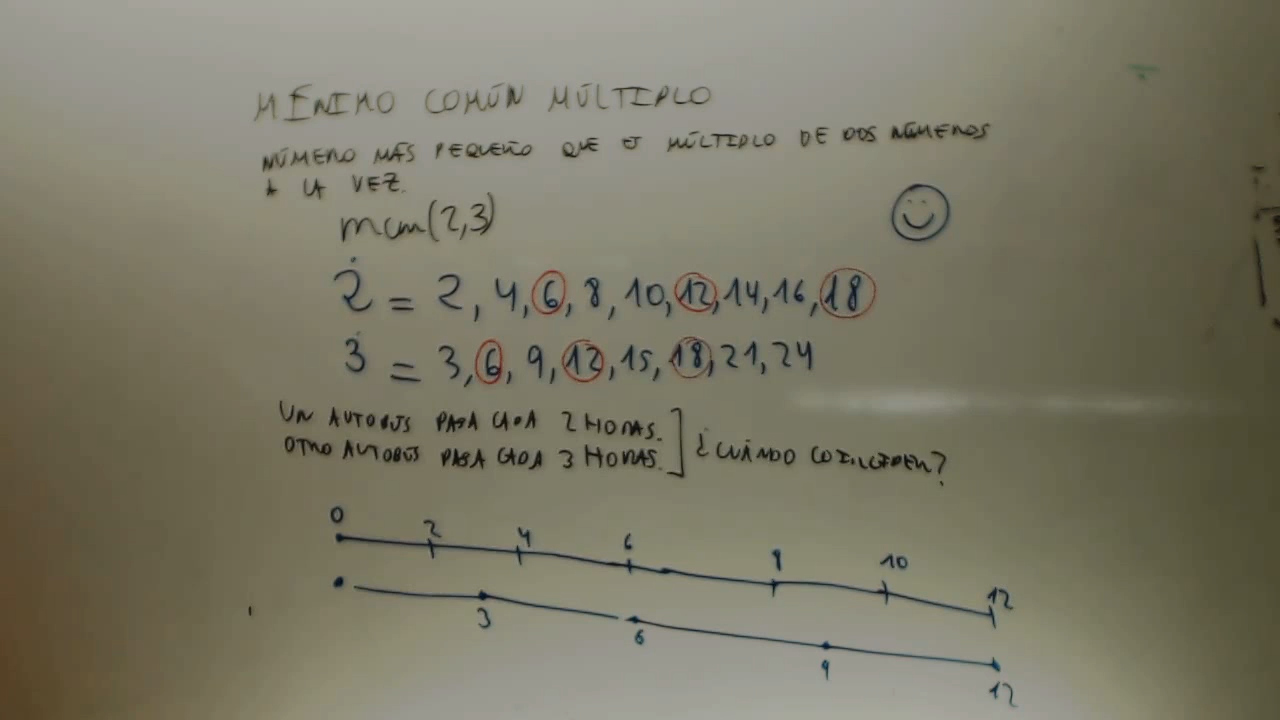 MÍNIMO COMÚN MÚLTIPLO
NÚMERO MÁS PEQUEÑO QUE ES MÚLTIPLO DE DOS NÚMEROS
A LA VEZ.
mcm(2,3)
2̇ = 2, 4, 6, 8, 10, 12, 14, 16, 18
3̇ = 3, 6, 9, 12, 15, 18, 21, 24
UN AUTOBÚS PASA CADA 2 HORAS.
OTRO AUTOBÚS PASA CADA 3 HORAS.
¿CUÁNDO COINCIDEN?
0 2 4 6 8 10 12
3 6 9 12